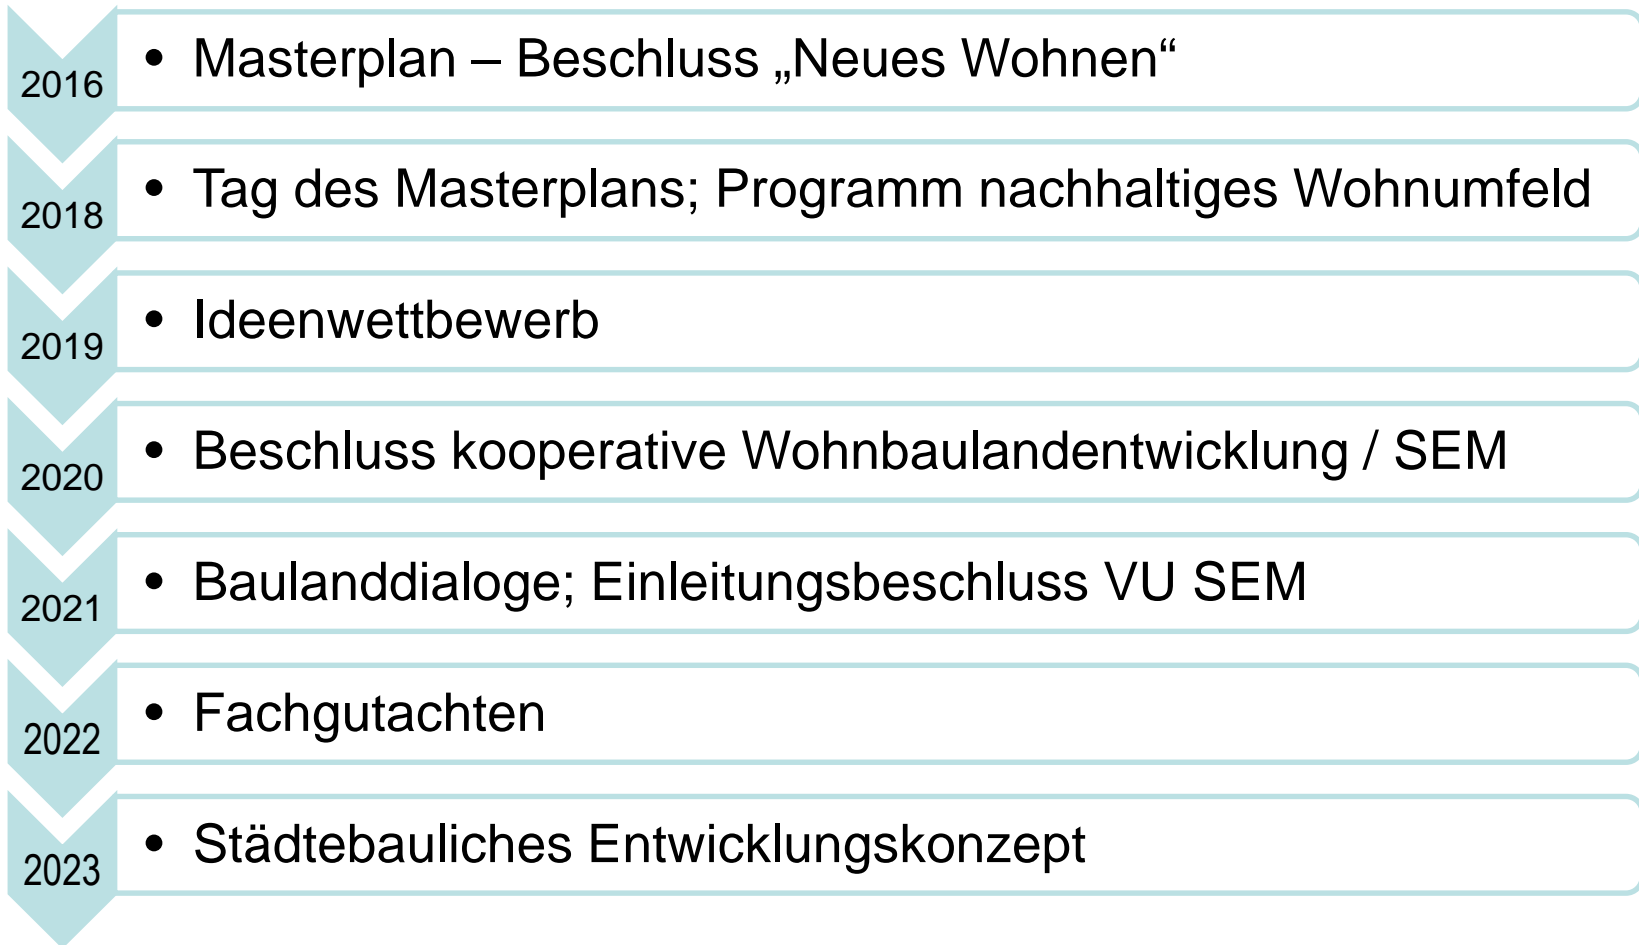 2016
• Masterplan – Beschluss „Neues Wohnen“
2018
• Tag des Masterplans; Programm nachhaltiges Wohnumfeld
2019
• Ideenwettbewerb
2020
• Beschluss kooperative Wohnbaulandentwicklung / SEM
2021
• Baulanddialoge; Einleitungsbeschluss VU SEM
2022
• Fachgutachten
2023
• Städtebauliches Entwicklungskonzept